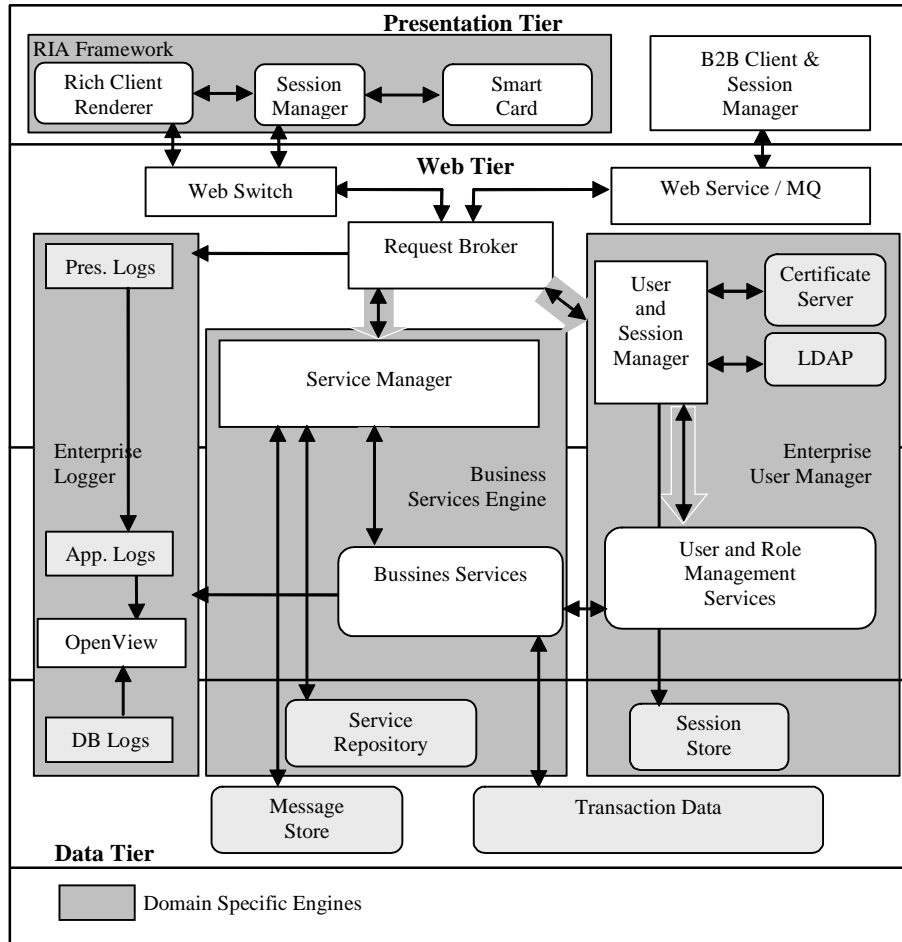 Presentation Tier
RIA Framework
Rich Client
Renderer
Session
Manager
Smart
Card
B2B Client &
Session
Manager
Web Tier
Web Switch
Web Service / MQ
Request Broker
Pres. Logs
User
and
Session
Manager
Certificate
Server
LDAP
Service Manager
Enterprise
Logger
Business
Services Engine
Enterprise
User Manager
App. Logs
Bussines Services
User and Role
Management
Services
OpenView
DB Logs
Service
Repository
Session
Store
Message
Store
Transaction Data
Data Tier
Domain Specific Engines